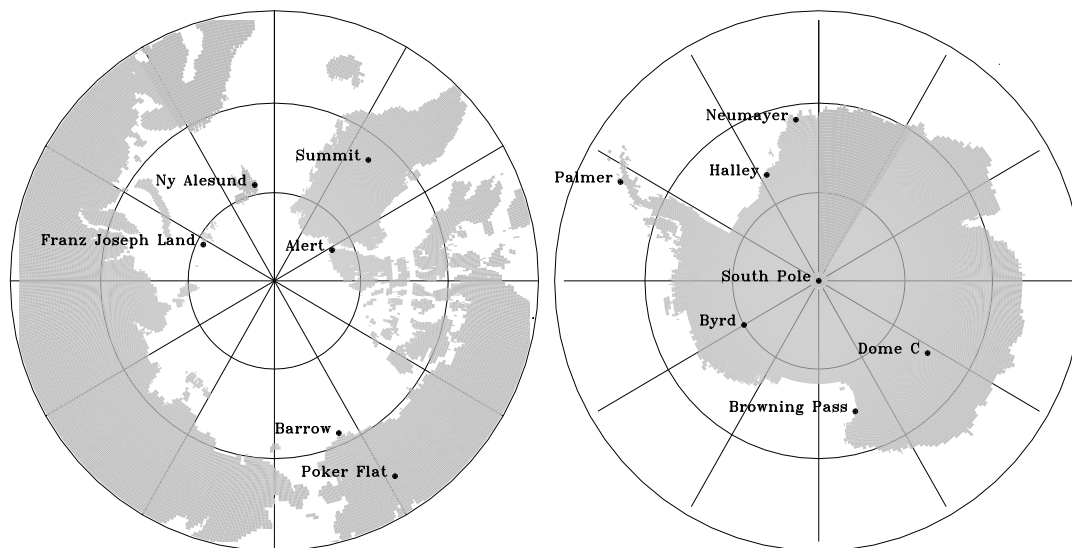 Summit
Ny Alesund
Franz Joseph Land
Alert
Barrow
Poker Flat
Neumayer
Halley
Palmer
South Pole
Byrd
Dome C
Browning Pass